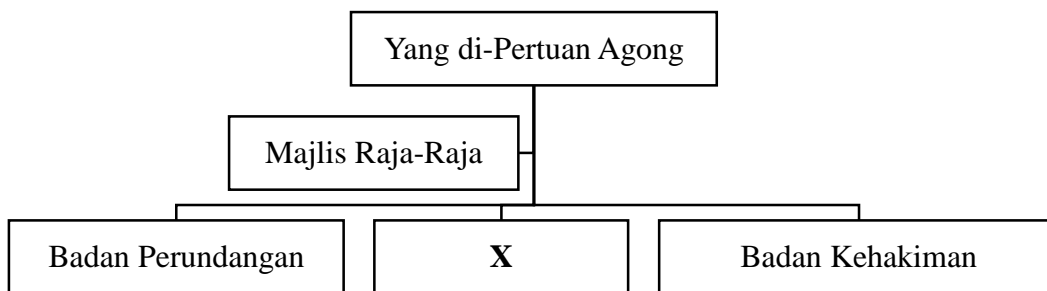 Yang di-Pertuan Agong
Majlis Raja-Raja
Badan Perundangan
X
Badan Kehakiman